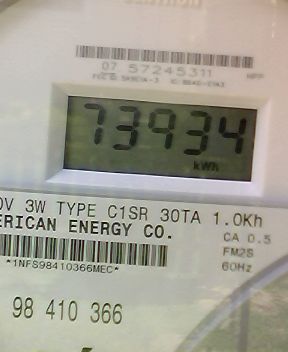 07 57245311
73934
kWh
0V 3W TYPE C1SR 30TA 1.0Kh
ERICAN ENERGY CO.
CA 0.5
FM2S
60Hz
*1NFS98410366MEC*
98 410 366